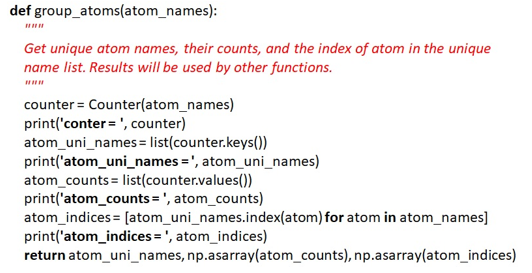 def group_atoms(atom_names):
"""
Get unique atom names, their counts, and the index of atom in the unique
name list. Results will be used by other functions.
"""
counter = Counter(atom_names)
print('conter = ', counter)
atom_uni_names = list(counter.keys())
print('atom_uni_names = ', atom_uni_names)
atom_counts = list(counter.values())
print('atom_counts = ', atom_counts)
atom_indices = [atom_uni_names.index(atom) for atom in atom_names]
print('atom_indices = ', atom_indices)
return atom_uni_names, np.asarray(atom_counts), np.asarray(atom_indices)